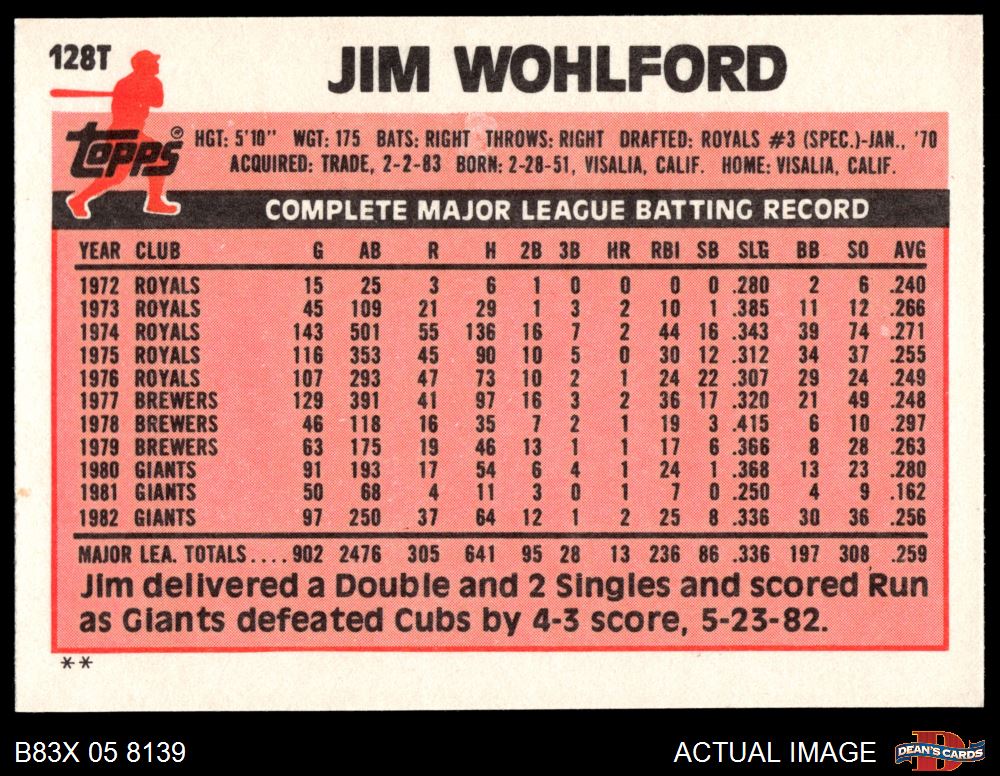 128T
JIM WOHLFORD
topps®
HGT: 5'10" WGT: 175 BATS: RIGHT THROWS: RIGHT DRAFTED: ROYALS #3 (SPEC.)-JAN., '70
ACQUIRED: TRADE, 2-2-83 BORN: 2-28-51, VISALIA, CALIF. HOME: VISALIA, CALIF.
COMPLETE MAJOR LEAGUE BATTING RECORD
YEAR CLUB G AB R H 2B 3B HR RBI SB SLG BB SO AVG
1972 ROYALS 15 25 3 6 1 0 0 0 0 .280 2 6 .240
1973 ROYALS 45 109 21 29 1 3 2 10 1 .385 11 12 .266
1974 ROYALS 143 501 55 136 16 7 2 44 16 .343 39 74 .271
1975 ROYALS 116 353 45 90 10 5 0 30 12 .312 34 37 .255
1976 ROYALS 107 293 47 73 10 2 1 24 22 .307 29 24 .249
1977 BREWERS 129 391 41 97 16 3 2 36 17 .320 21 49 .248
1978 BREWERS 46 118 16 35 7 2 1 19 3 .415 6 10 .297
1979 BREWERS 63 175 19 46 13 1 1 17 6 .366 8 28 .263
1980 GIANTS 91 193 17 54 6 4 1 24 1 .368 13 23 .280
1981 GIANTS 50 68 4 11 3 0 1 7 0 .250 4 9 .162
1982 GIANTS 97 250 37 64 12 1 2 25 8 .336 30 36 .256
MAJOR LEA. TOTALS....902 2476 305 641 95 28 13 236 86 .336 197 308 .259
Jim delivered a Double and 2 Singles and scored Run
as Giants defeated Cubs by 4-3 score, 5-23-82.
**
B83X 05 8139
ACTUAL IMAGE
DEAN'S CARDS